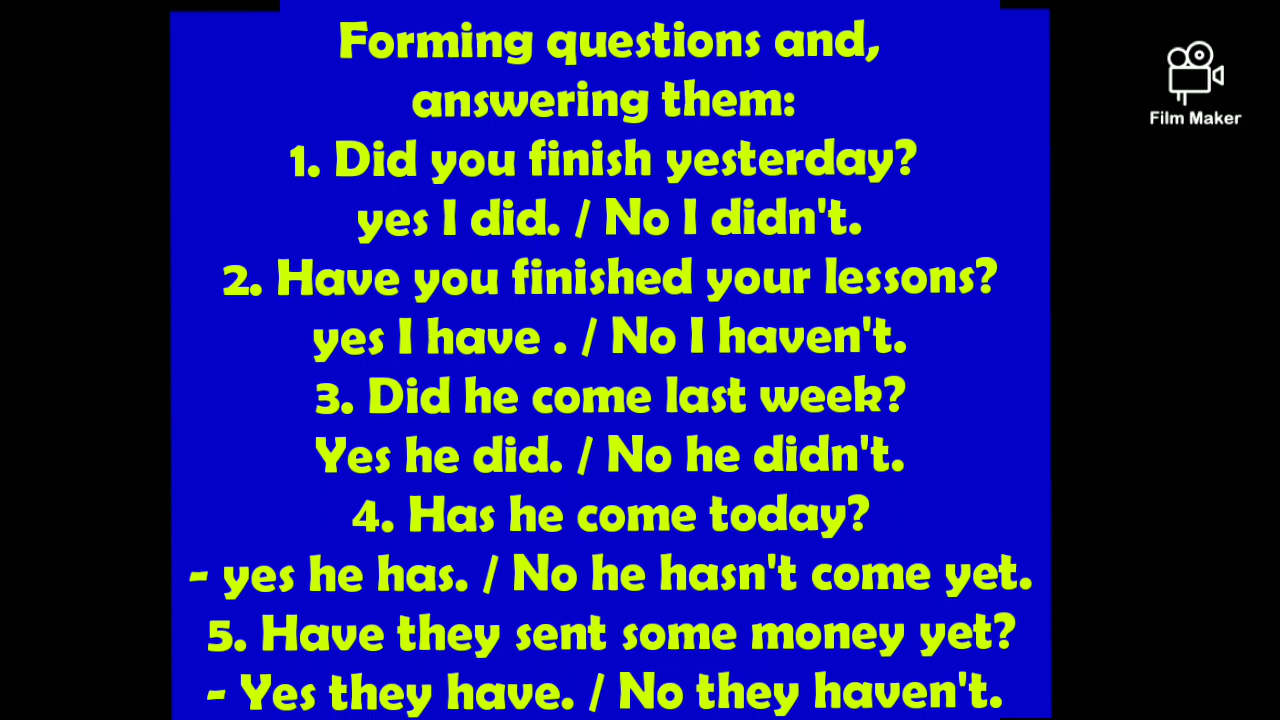 Forming questions and,
answering them:
1. Did you finish yesterday?
yes I did. / No I didn't.
2. Have you finished your lessons?
yes I have . / No I haven't.
3. Did he come last week?
Yes he did. / No he didn't.
4. Has he come today?
- yes he has. / No he hasn't come yet.
5. Have they sent some money yet?
- Yes they have. / No they haven't.
Film Maker